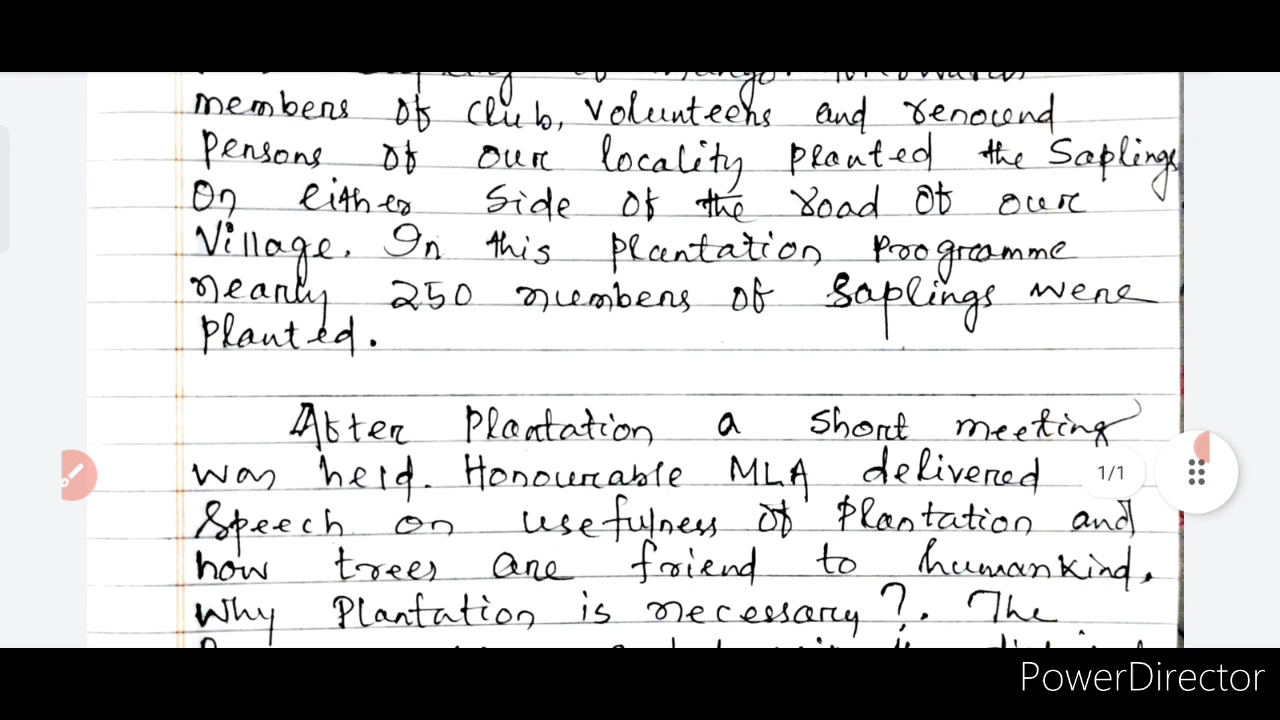 of mango.
members of club, volunteers and renound
persons of our locality planted the saplings
on either side of the road of our
village. In this plantation programme
nearly 250 numbers of saplings were
planted.
After plantation a short meeting
was held. Honourable MLA delivered
speech on usefulness of plantation and
how trees are friend to humankind.
1/1
why plantation is necessary?. The
PowerDirector